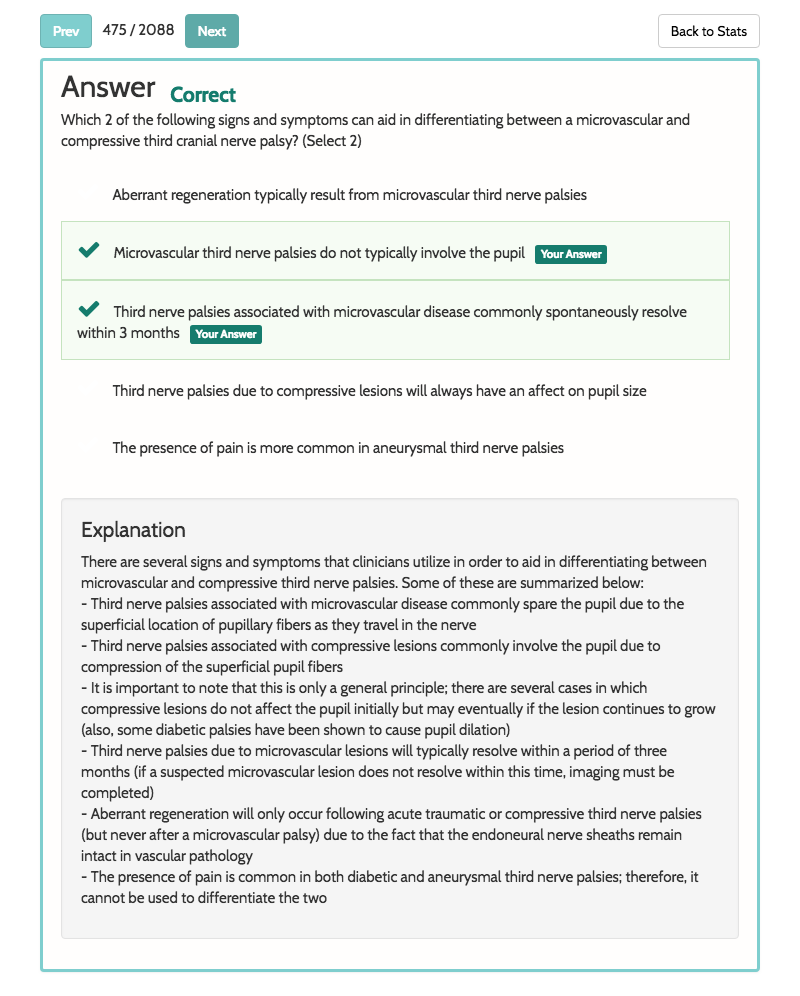 Prev 475 / 2088 Next Back to Stats
Answer Correct
Which 2 of the following signs and symptoms can aid in differentiating between a microvascular and
compressive third cranial nerve palsy? (Select 2)
Aberrant regeneration typically result from microvascular third nerve palsies
Microvascular third nerve palsies do not typically involve the pupil Your Answer
Third nerve palsies associated with microvascular disease commonly spontaneously resolve
within 3 months Your Answer
Third nerve palsies due to compressive lesions will always have an affect on pupil size
The presence of pain is more common in aneurysmal third nerve palsies
Explanation
There are several signs and symptoms that clinicians utilize in order to aid in differentiating between
microvascular and compressive third nerve palsies. Some of these are summarized below:
- Third nerve palsies associated with microvascular disease commonly spare the pupil due to the
superficial location of pupillary fibers as they travel in the nerve
- Third nerve palsies associated with compressive lesions commonly involve the pupil due to
compression of the superficial pupil fibers
- It is important to note that this is only a general principle; there are several cases in which
compressive lesions do not affect the pupil initially but may eventually if the lesion continues to grow
(also, some diabetic palsies have been shown to cause pupil dilation)
- Third nerve palsies due to microvascular lesions will typically resolve within a period of three
months (if a suspected microvascular lesion does not resolve within this time, imaging must be
completed)
- Aberrant regeneration will only occur following acute traumatic or compressive third nerve palsies
(but never after a microvascular palsy) due to the fact that the endoneural nerve sheaths remain
intact in vascular pathology
- The presence of pain is common in both diabetic and aneurysmal third nerve palsies; therefore, it
cannot be used to differentiate the two